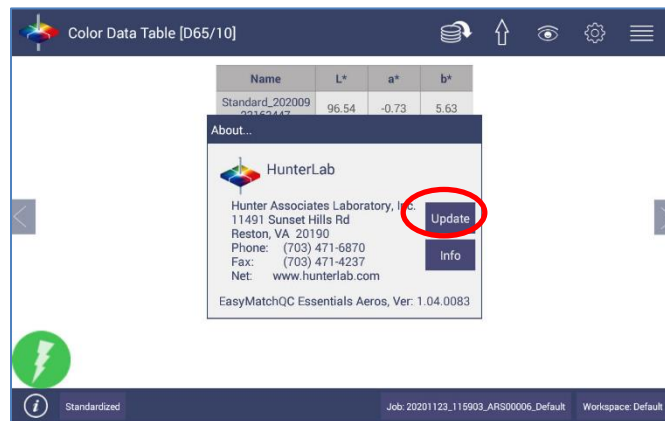 Color Data Table [D65/10]
Name L* a* b*
Standard_202009 96.54 -0.73 5.63
About...
HunterLab
Hunter Associates Laboratory, Inc.
11491 Sunset Hills Rd
Reston, VA 20190
Phone: (703) 471-6870
Fax: (703) 471-4237
Net: www.hunterlab.com
Update
Info
EasyMatchQC Essentials Aeros, Ver: 1.04.0083
Standardized
Job: 20201123_115903_ARS00006_Default
Workspace: Default